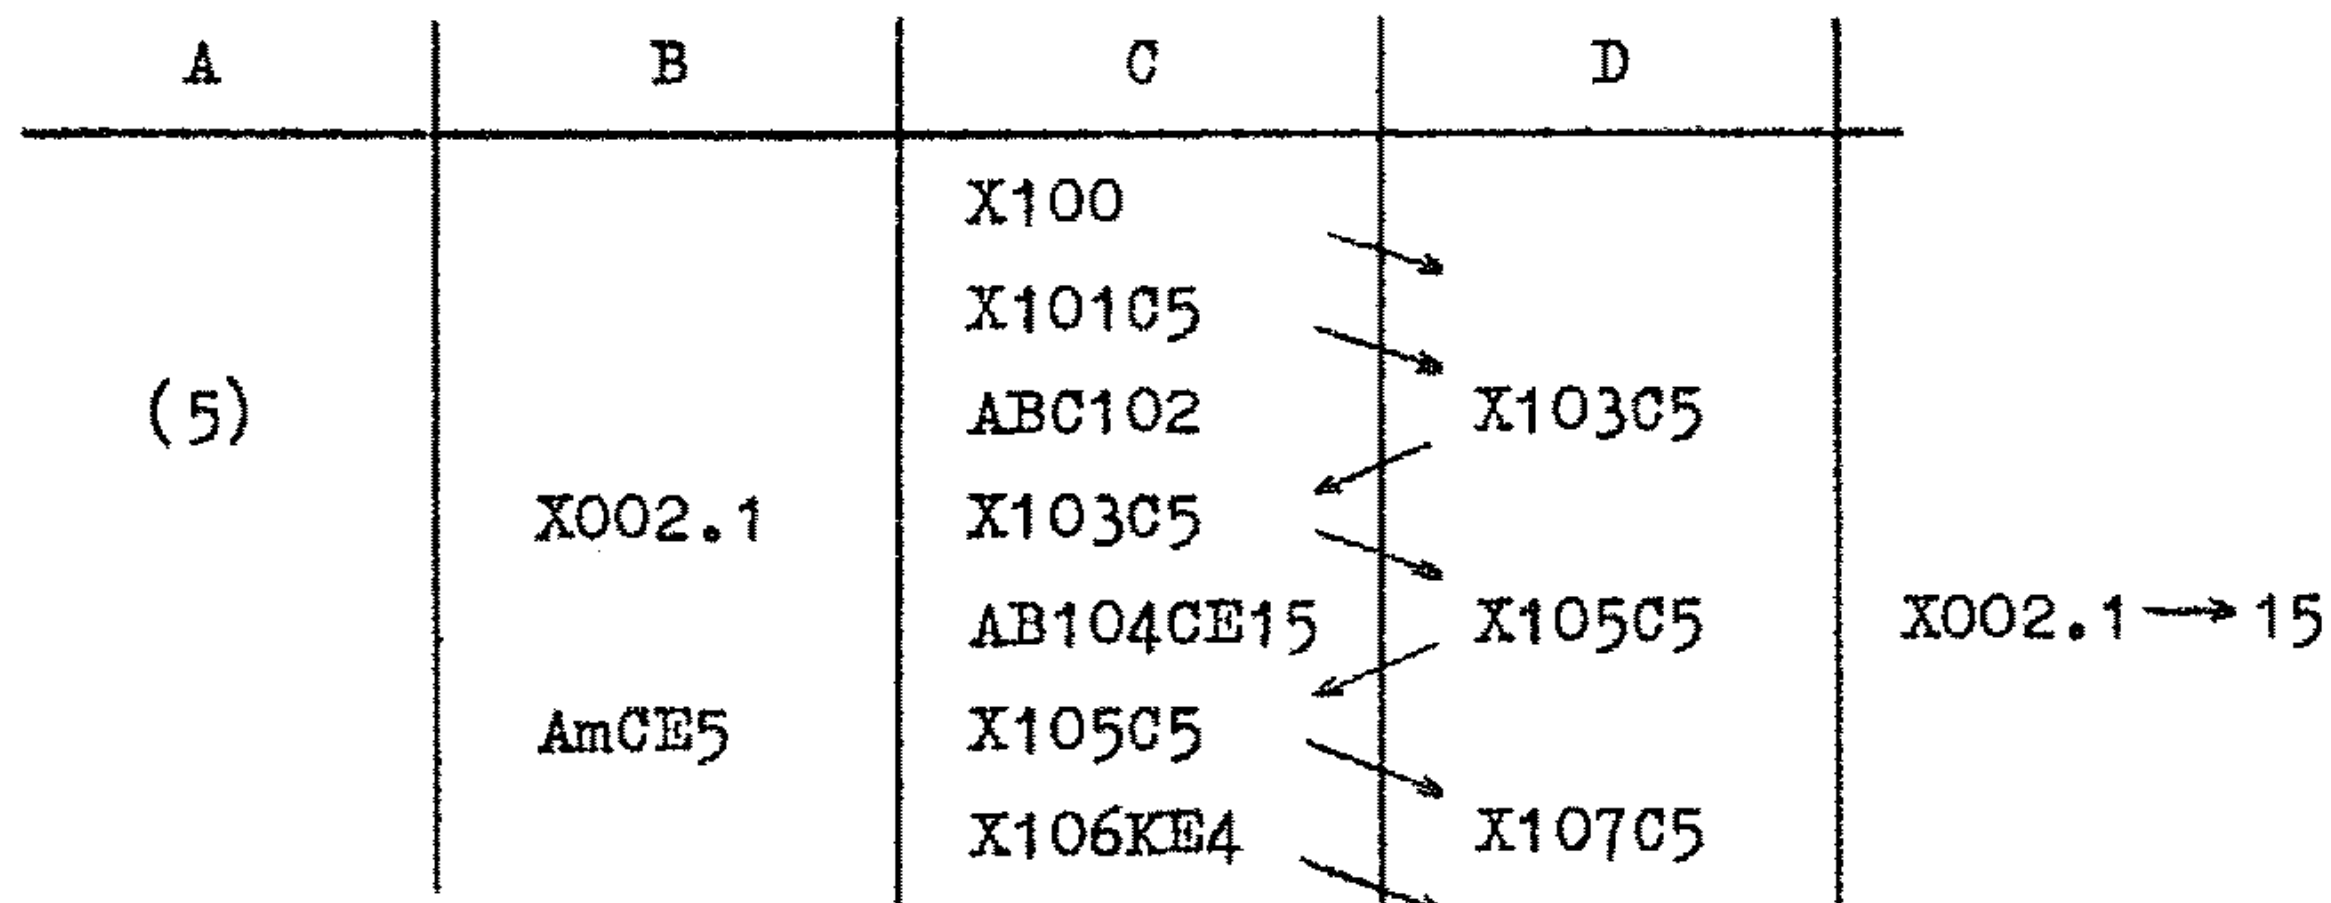 A B C D
X100
X101C5
(5) ABC102 X103C5
X002.1 X103C5
AB104CE15 X105C5 X002.1 → 15
AmCE5 X105C5
X106KE4 X107C5